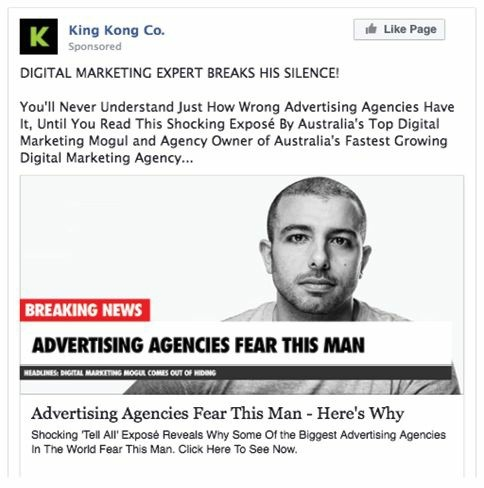 K
King Kong Co.
Sponsored
Like Page
DIGITAL MARKETING EXPERT BREAKS HIS SILENCE!
You'll Never Understand Just How Wrong Advertising Agencies Have
It, Until You Read This Shocking Exposé By Australia's Top Digital
Marketing Mogul and Agency Owner of Australia's Fastest Growing
Digital Marketing Agency...
BREAKING NEWS
ADVERTISING AGENCIES FEAR THIS MAN
HEADLINES: DIGITAL MARKETING MOGUL COMES OUT OF HIDING
Advertising Agencies Fear This Man - Here's Why
Shocking 'Tell All' Exposé Reveals Why Some Of the Biggest Advertising Agencies
In The World Fear This Man. Click Here To See Now.